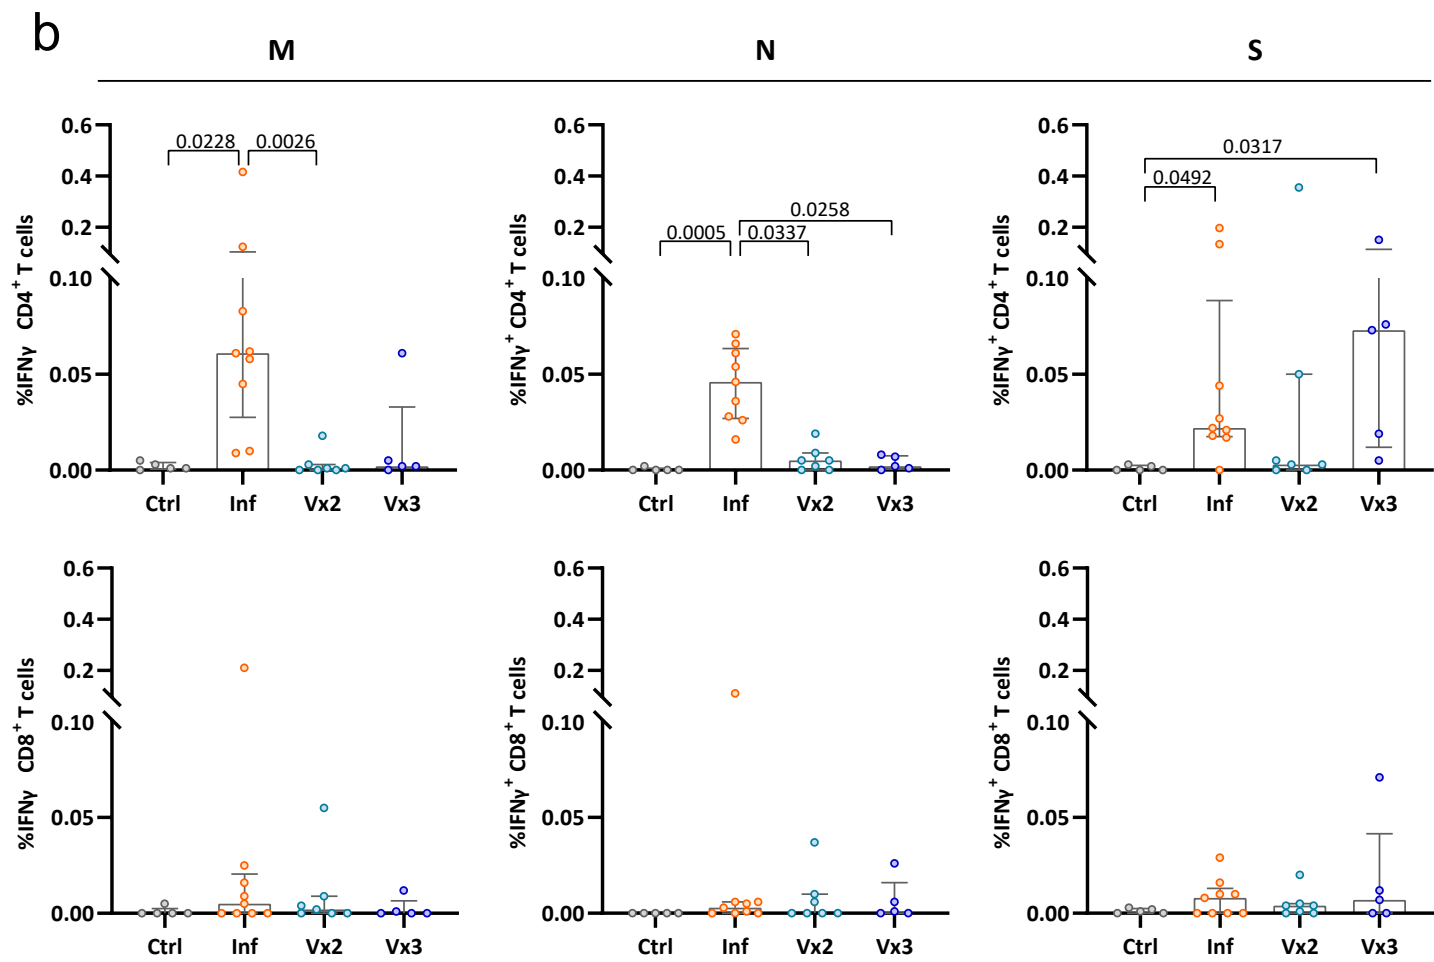 b
M N S
%IFNγ CD4+ T cells
0.6
0.4
0.2
0.10
0.05
0.00
0.0228 0.0026
Ctrl Inf Vx2 Vx3
%IFNγ+ CD4+ T cells
0.6
0.4
0.2
0.10
0.05
0.00
0.0258
0.0005 0.0337
Ctrl Inf Vx2 Vx3
%IFNγ+ CD4+ T cells
0.6
0.4
0.2
0.10
0.05
0.00
0.0317
0.0492
Ctrl Inf Vx2 Vx3
%IFNγ CD8+ T cells
0.6
0.4
0.2
0.10
0.05
0.00
Ctrl Inf Vx2 Vx3
%IFNγ+ CD8+ T cells
0.6
0.4
0.2
0.10
0.05
0.00
Ctrl Inf Vx2 Vx3
%IFNγ+ CD8+ T cells
0.6
0.4
0.2
0.10
0.05
0.00
Ctrl Inf Vx2 Vx3